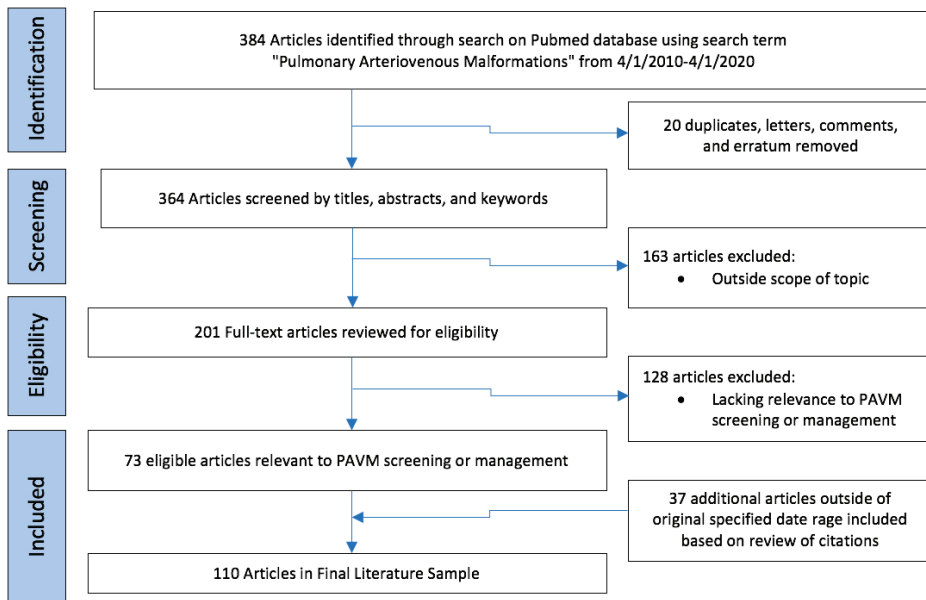 Identification
384 Articles identified through search on Pubmed database using search term
"Pulmonary Arteriovenous Malformations" from 4/1/2010-4/1/2020
20 duplicates, letters, comments,
and erratum removed
Screening
364 Articles screened by titles, abstracts, and keywords
163 articles excluded:
• Outside scope of topic
Eligibility
201 Full-text articles reviewed for eligibility
128 articles excluded:
• Lacking relevance to PAVM
screening or management
Included
73 eligible articles relevant to PAVM screening or management
37 additional articles outside of
original specified date rage included
based on review of citations
110 Articles in Final Literature Sample